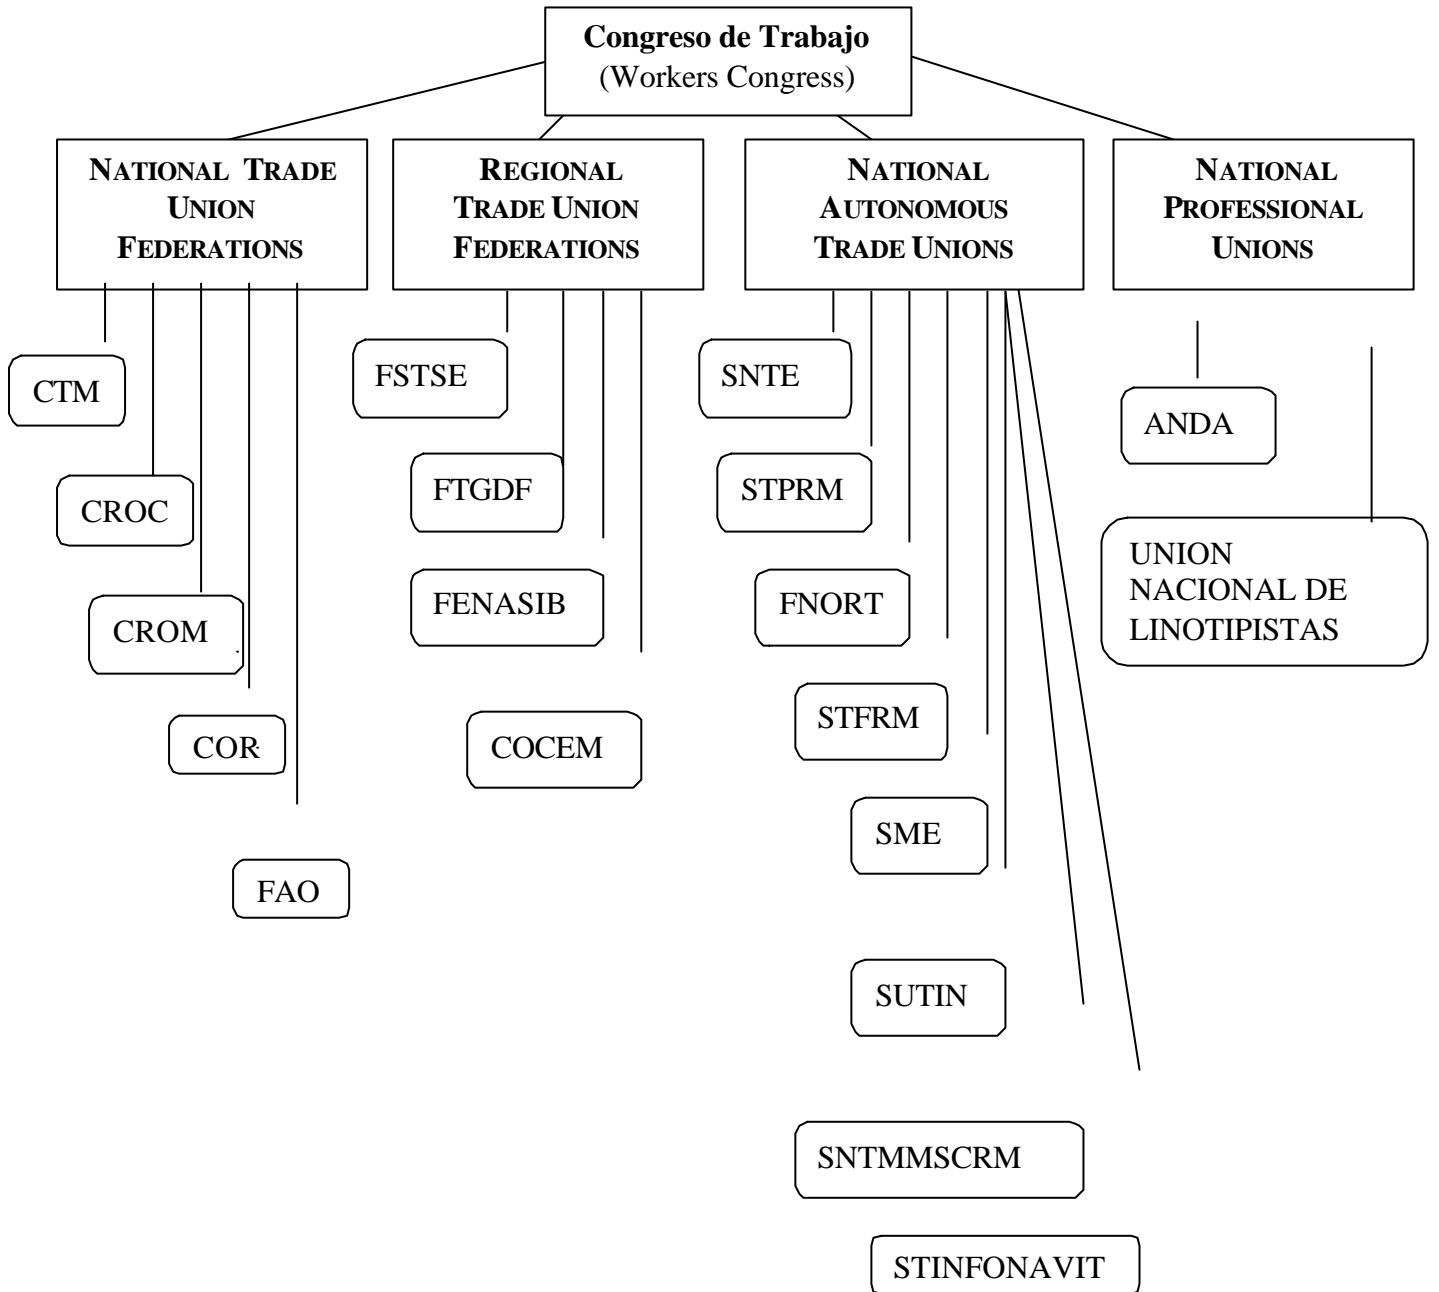 Congreso de Trabajo
(Workers Congress)
NATIONAL TRADE
UNION
FEDERATIONS
REGIONAL
TRADE UNION
FEDERATIONS
NATIONAL
AUTONOMOUS
TRADE UNIONS
NATIONAL
PROFESSIONAL
UNIONS
CTM
CROC
CROM
COR
FAO
FSTSE
FTGDF
FENASIB
COCEM
SNTE
STPRM
FNORT
STFRM
SME
SUTIN
SNTMMSCRM
STINFONAVIT
ANDA
UNION
NACIONAL DE
LINOTIPISTAS